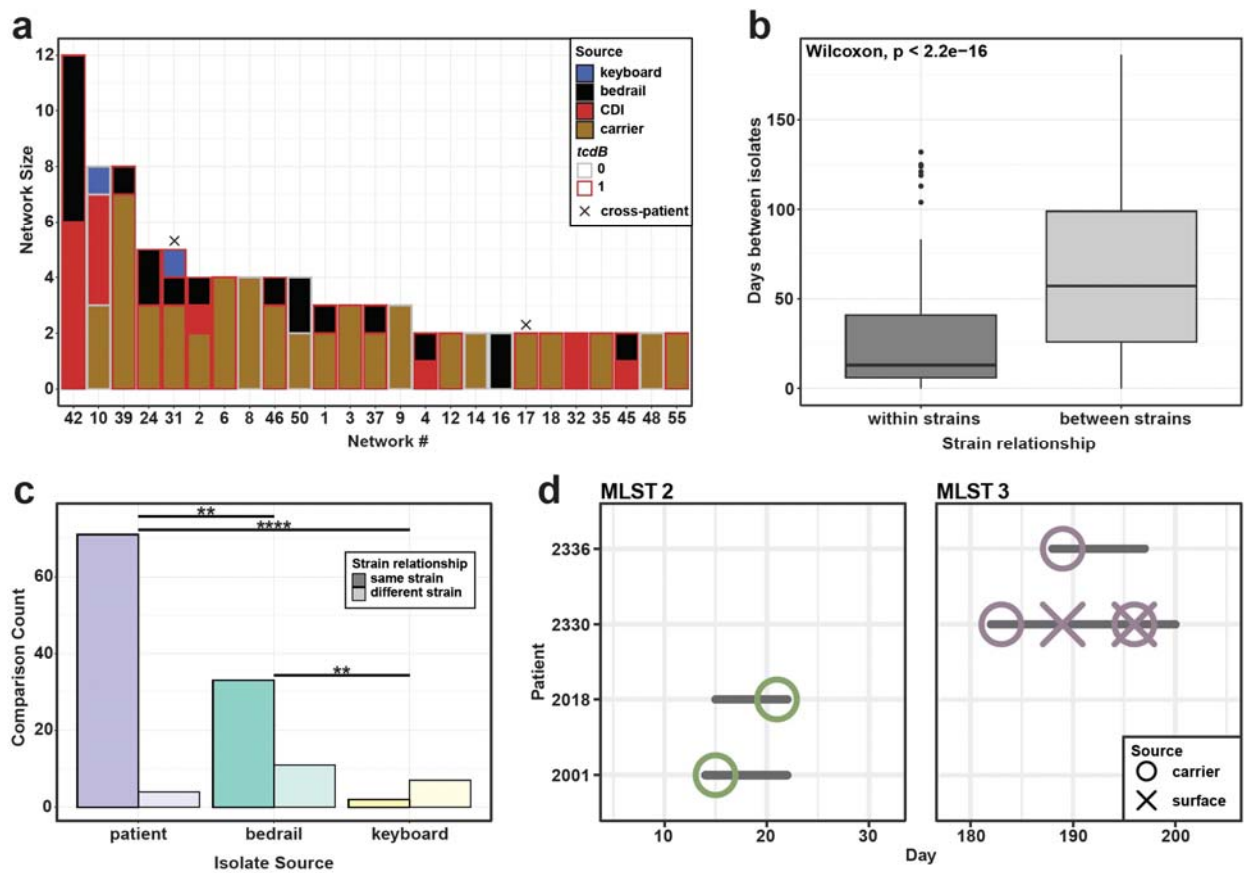 a
Network Size
12
10
8
6
4
2
0
42 10 39 24 31 2 6 8 46 50 1 3 37 9 4 12 14 16 17 18 32 35 45 48 55
Network #
Source
keyboard
bedrail
CDI
carrier
tcdB
0
1
× cross-patient
b
Wilcoxon, p < 2.2e−16
Days between isolates
150
100
50
0
within strains between strains
Strain relationship
c
Comparison Count
60
40
20
0
**
****
**
Strain relationship
same strain
different strain
patient bedrail keyboard
Isolate Source
d
MLST 2 MLST 3
Patient
2336
2330
2018
2001
10 20 30 180 190 200
Day
Source
carrier
surface